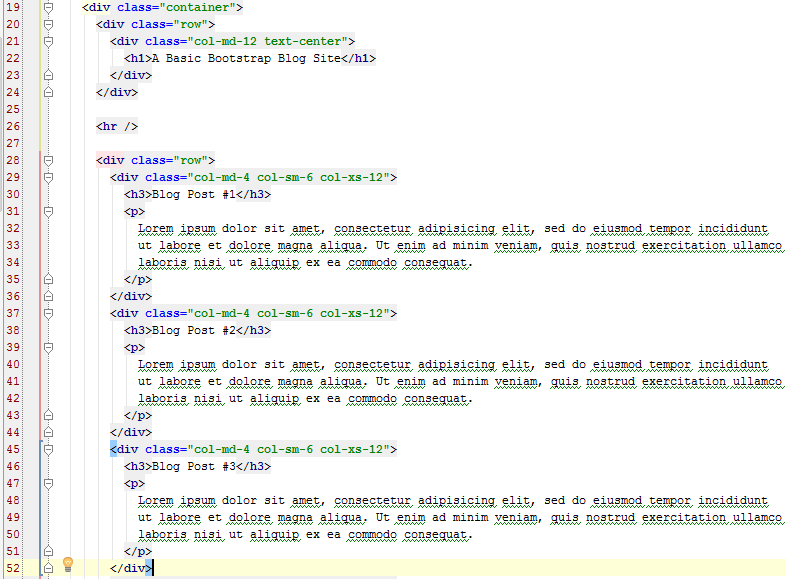 19 <div class="container">
20 <div class="row">
21 <div class="col-md-12 text-center">
22 <h1>A Basic Bootstrap Blog Site</h1>
23 </div>
24 </div>
25
26 <hr />
27
28 <div class="row">
29 <div class="col-md-4 col-sm-6 col-xs-12">
30 <h3>Blog Post #1</h3>
31 <p>
32 Lorem ipsum dolor sit amet, consectetur adipisicing elit, sed do eiusmod tempor incididunt
33 ut labore et dolore magna aliqua. Ut enim ad minim veniam, quis nostrud exercitation ullamco
34 laboris nisi ut aliquip ex ea commodo consequat.
35 </p>
36 </div>
37 <div class="col-md-4 col-sm-6 col-xs-12">
38 <h3>Blog Post #2</h3>
39 <p>
40 Lorem ipsum dolor sit amet, consectetur adipisicing elit, sed do eiusmod tempor incididunt
41 ut labore et dolore magna aliqua. Ut enim ad minim veniam, quis nostrud exercitation ullamco
42 laboris nisi ut aliquip ex ea commodo consequat.
43 </p>
44 </div>
45 <div class="col-md-4 col-sm-6 col-xs-12">
46 <h3>Blog Post #3</h3>
47 <p>
48 Lorem ipsum dolor sit amet, consectetur adipisicing elit, sed do eiusmod tempor incididunt
49 ut labore et dolore magna aliqua. Ut enim ad minim veniam, quis nostrud exercitation ullamco
50 laboris nisi ut aliquip ex ea commodo consequat.
51 </p>
52 </div>